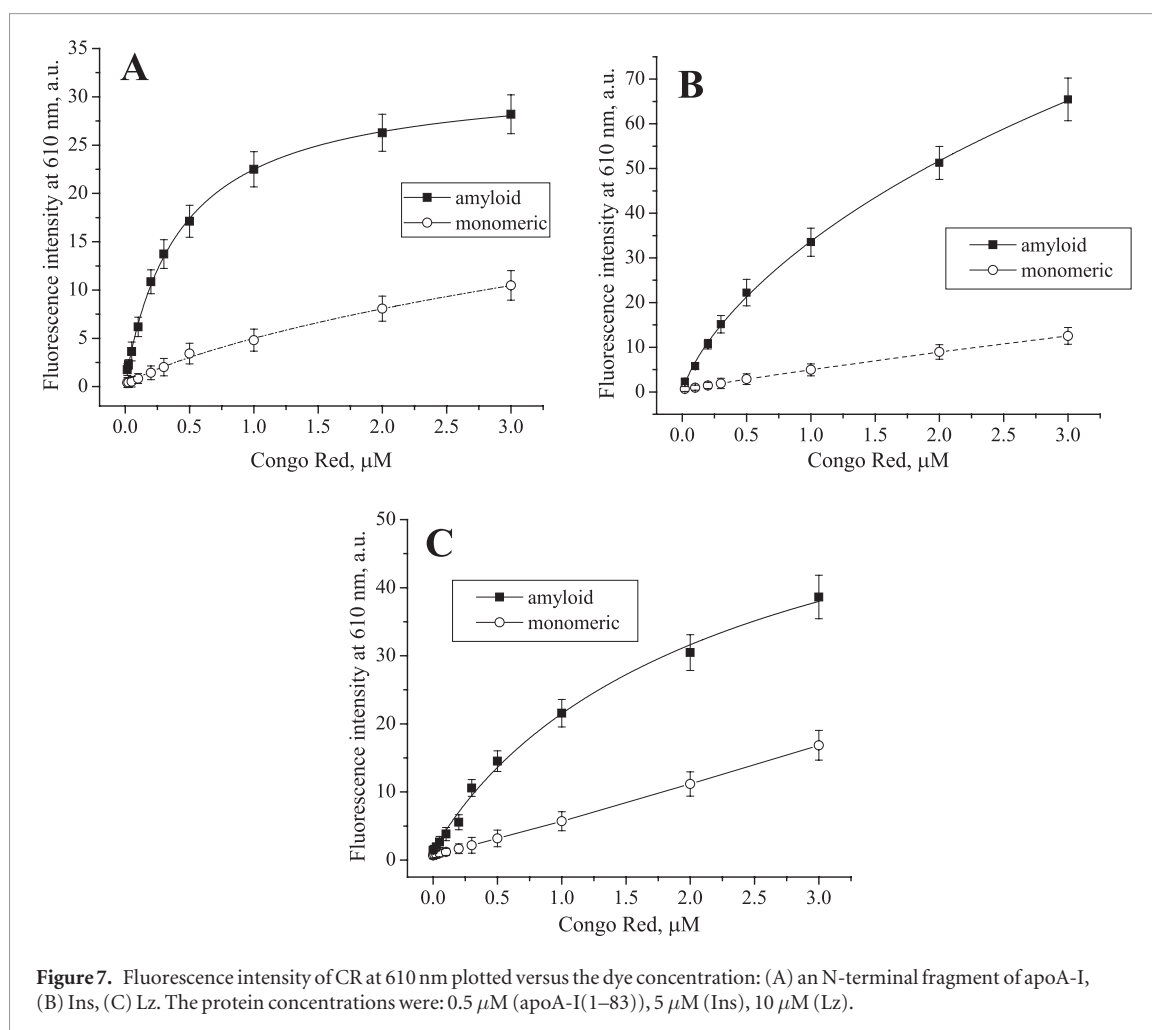 A
Fluorescence intensity at 610 nm, a.u.
35
30
25
20
15
10
5
0
amyloid
monomeric
0.0 0.5 1.0 1.5 2.0 2.5 3.0
Congo Red, μM
B
Fluorescence intensity at 610 nm, a.u.
70
60
50
40
30
20
10
0
amyloid
monomeric
0.0 0.5 1.0 1.5 2.0 2.5 3.0
Congo Red, μM
C
Fluorescence intensity at 610 nm, a.u.
50
40
30
20
10
0
amyloid
monomeric
0.0 0.5 1.0 1.5 2.0 2.5 3.0
Congo Red, μM
Figure 7. Fluorescence intensity of CR at 610 nm plotted versus the dye concentration: (A) an N-terminal fragment of apoA-I,
(B) Ins, (C) Lz. The protein concentrations were: 0.5 μM (apoA-I(1–83)), 5 μM (Ins), 10 μM (Lz).